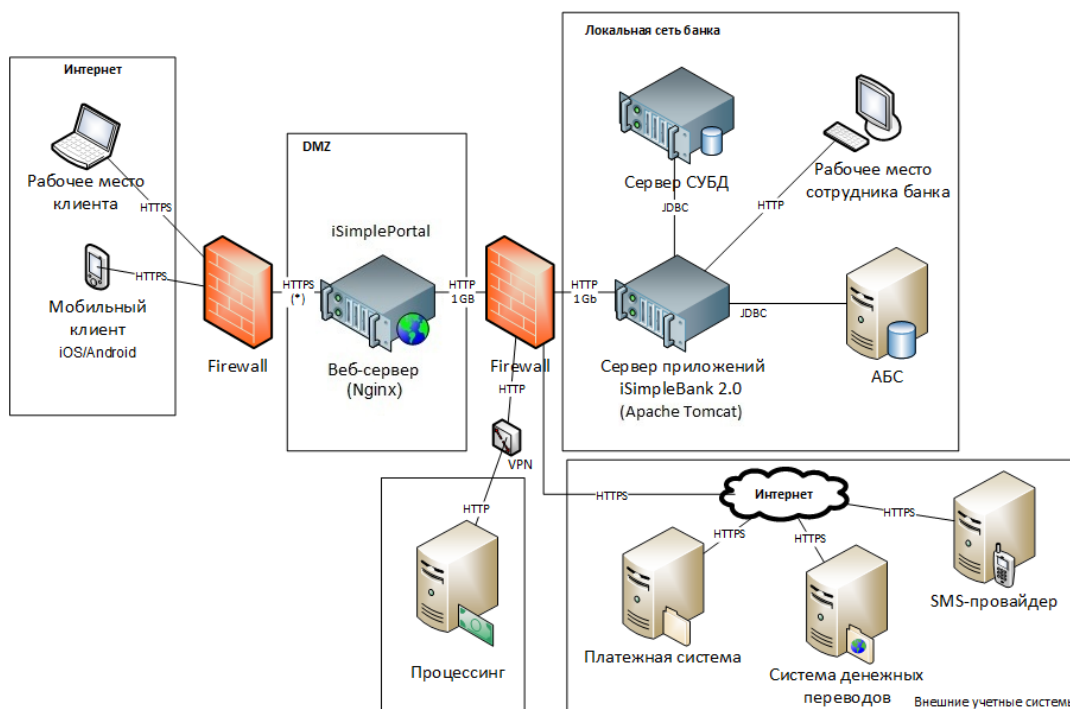 Интернет
Рабочее место
клиента
HTTPS
HTTPS
Мобильный
клиент
iOS/Android
Firewall
HTTPS
(*)
DMZ
iSimplePortal
Веб-сервер
(Nginx)
HTTP
1GB
Firewall
HTTP
1Gb
Локальная сеть банка
Сервер СУБД
JDBC
HTTP
Рабочее место
сотрудника банка
JDBC
АБС
Сервер приложений
iSimpleBank 2.0
(Apache Tomcat)
HTTP
VPN
HTTP
Процессинг
HTTPS
Интернет
HTTPS
HTTPS
HTTPS
Платежная система
Система денежных
переводов
SMS-провайдер
Внешние учетные системы